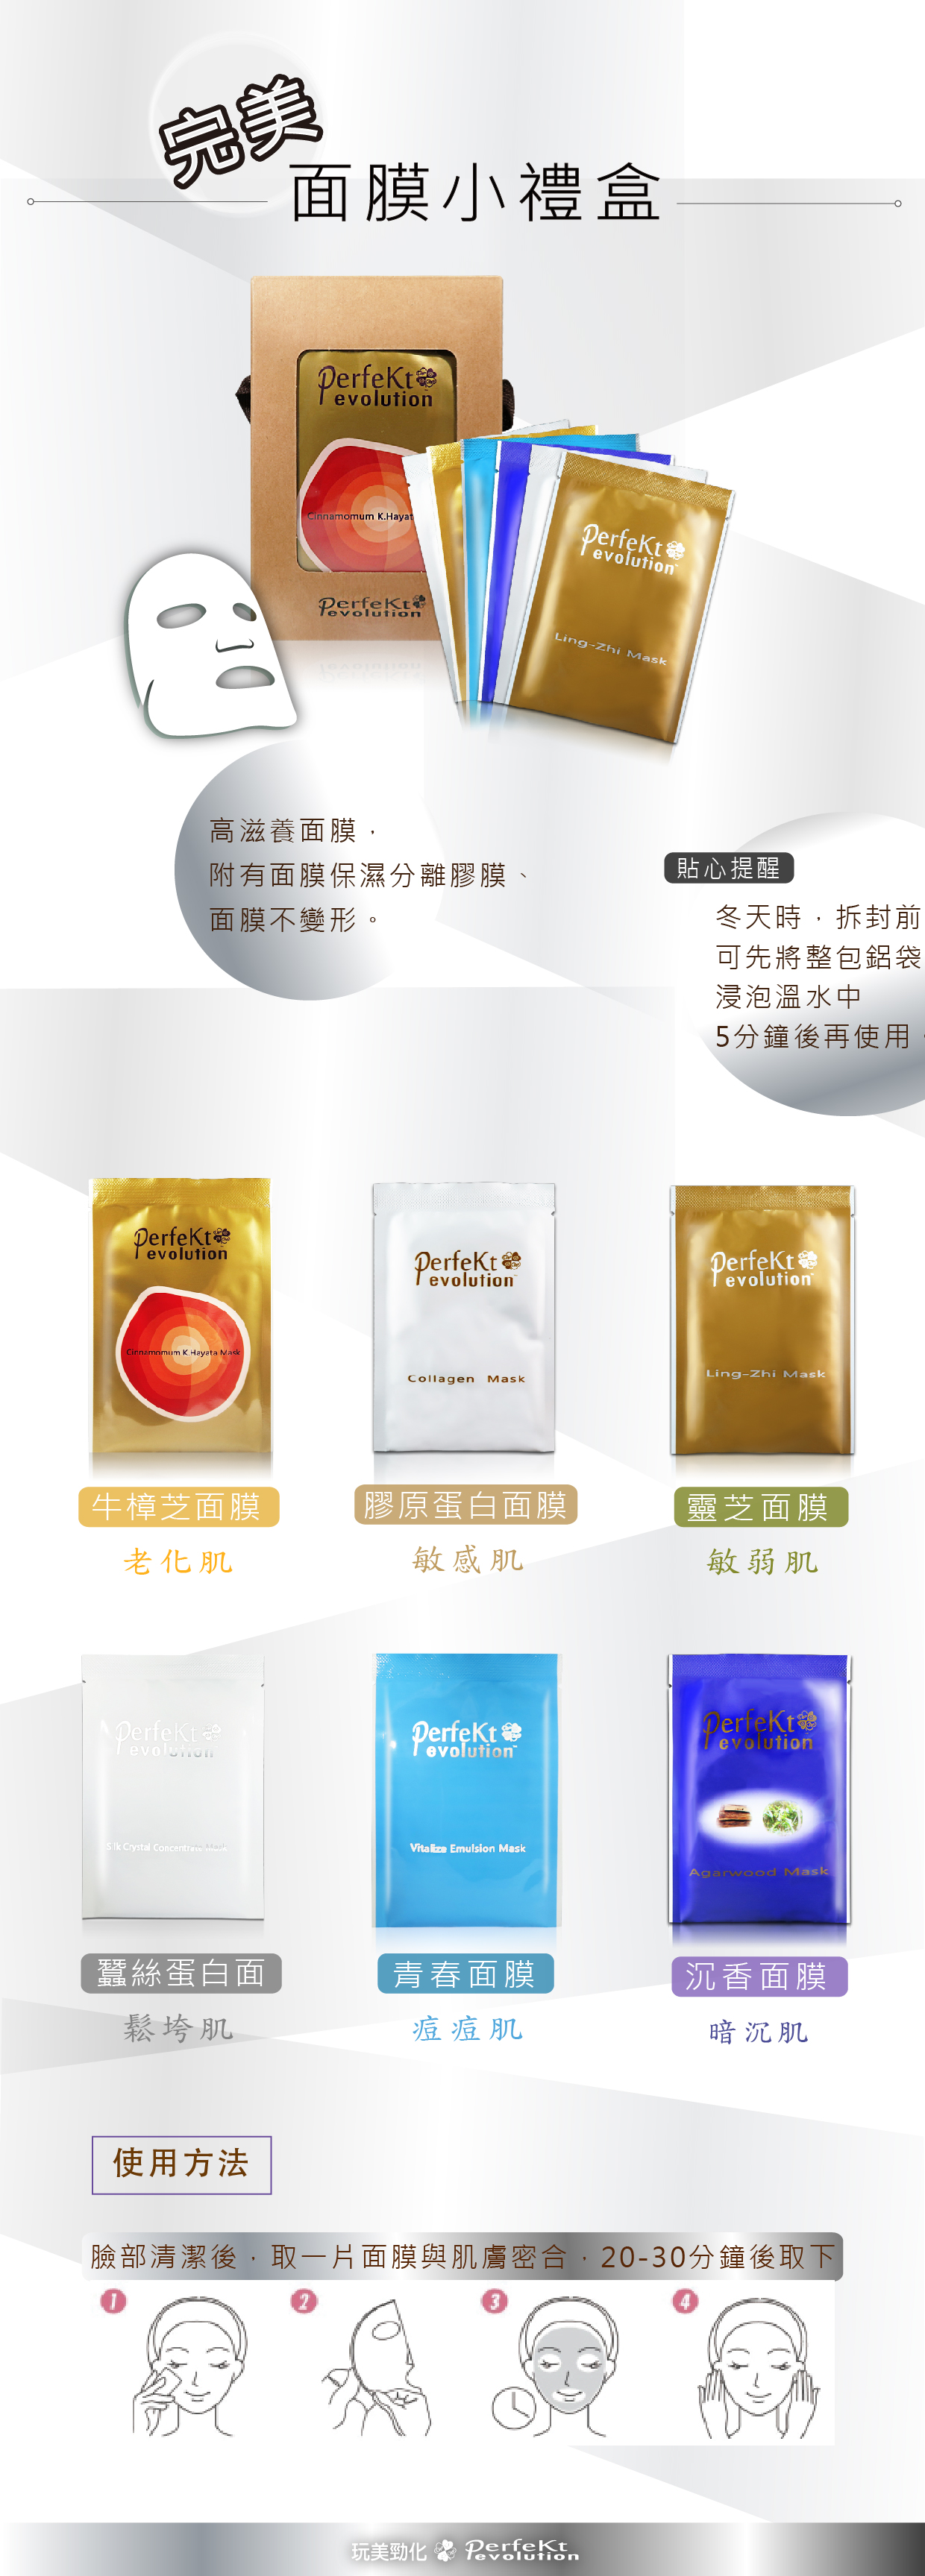 完美
面膜小禮盒
perfeKt
evolution
Cinnamomum K.Hayat
perfeKt
evolution
perfeKt
evolution™
Ling-Zhi Mask
高滋養面膜，
附有面膜保濕分離膠膜、
面膜不變形。
貼心提醒
冬天時，拆封前
可先將整包鋁袋
浸泡溫水中
5分鐘後再使用
perfeKt
evolution
Cinnamomum K.Hayata Mask
perfeKt
evolution™
Collagen Mask
perfeKt
evolution™
Ling-Zhi Mask
牛樟芝面膜
膠原蛋白面膜
靈芝面膜
老化肌
敏感肌
敏弱肌
perfeKt
evolution
perfeKt
evolution™
Vitalize Emulsion Mask
perfeKt
evolution
Agarwood Mask
蠶絲蛋白面
青春面膜
沉香面膜
鬆垮肌
痘痘肌
暗沉肌
使用方法
臉部清潔後，取一片面膜與肌膚密合，20-30分鐘後取下
1
2
3
4
玩美勁化 perfeKt
evolution